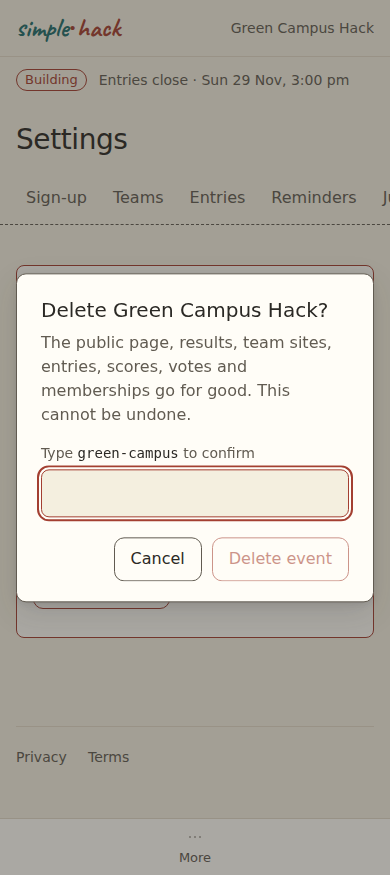 simple hack
Green Campus Hack
Building
Entries close · Sun 29 Nov, 3:00 pm
Settings
Sign-up
Teams
Entries
Reminders
Delete Green Campus Hack?
The public page, results, team sites,
entries, scores, votes and
memberships go for good. This
cannot be undone.
Type green-campus to confirm
Cancel
Delete event
Privacy
Terms
...
More